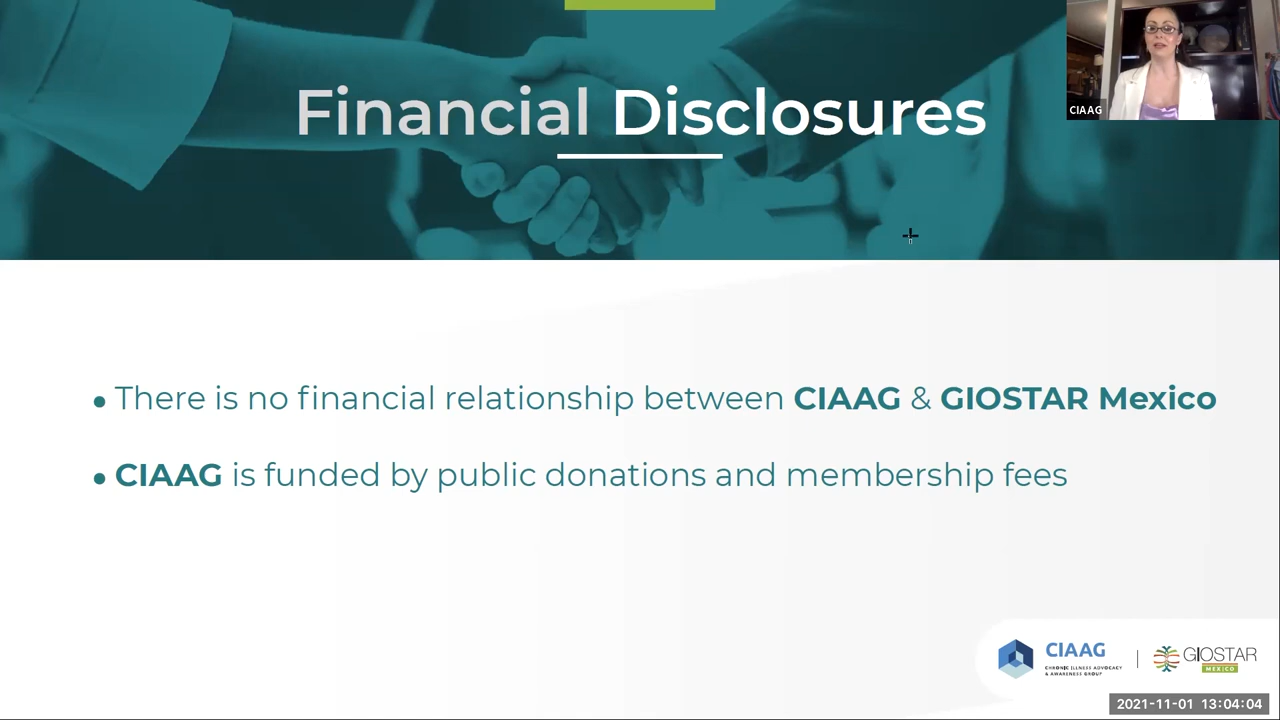 Financial Disclosures
CIAAG
• There is no financial relationship between CIAAG & GIOSTAR Mexico
• CIAAG is funded by public donations and membership fees
CIAAG
CHRONIC ILLNESS ADVOCACY
& AWARENESS GROUP
GIOSTAR
MEXICO
2021-11-01 13:04:04